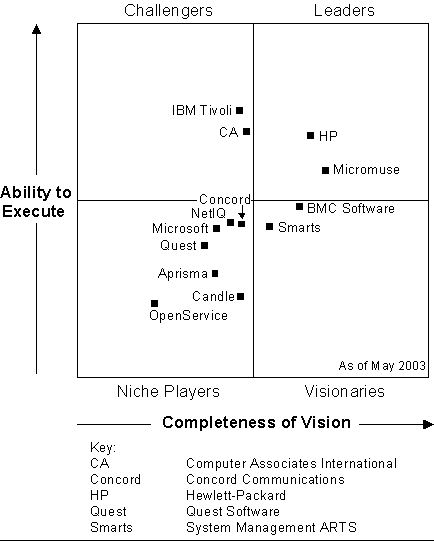 Challengers Leaders
IBM Tivoli
CA
HP
Micromuse
Ability to
Execute
Concord
NetIQ
BMC Software
Microsoft
Smarts
Quest
Aprisma
Candle
OpenService
As of May 2003
Niche Players Visionaries
Completeness of Vision
Key:
CA Computer Associates International
Concord Concord Communications
HP Hewlett-Packard
Quest Quest Software
Smarts System Management ARTS